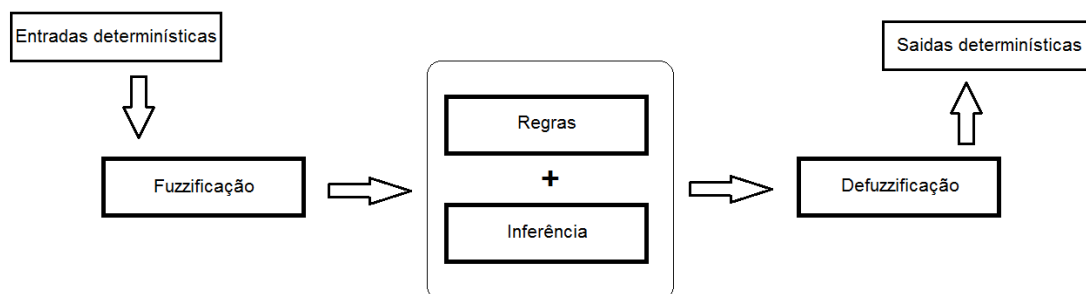 Entradas determinísticas
Saidas determinísticas
Fuzzificação
Regras
+
Inferência
Defuzzificação